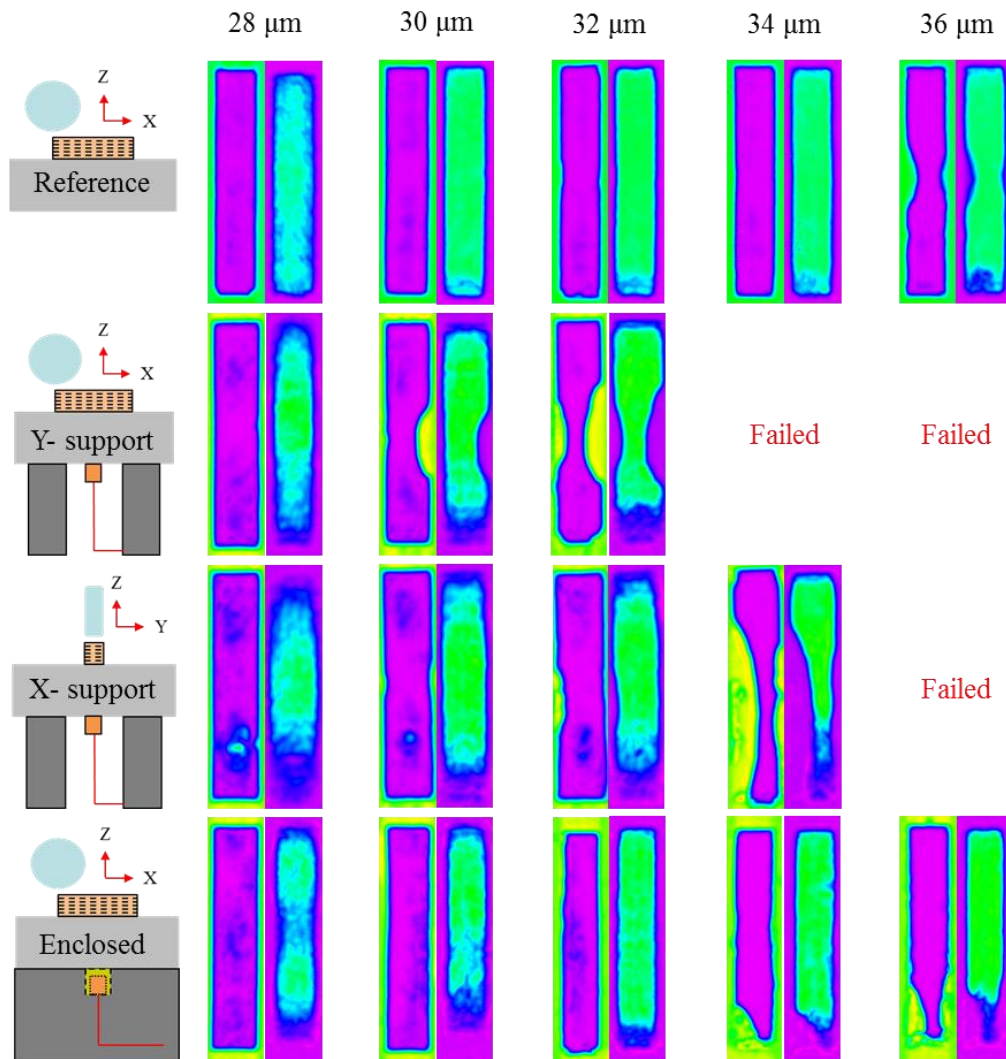 28 μm 30 μm 32 μm 34 μm 36 μm
Z
X
Reference
Z
X
Y- support
Failed Failed
Z
Y
X- support
Failed
Z
X
Enclosed